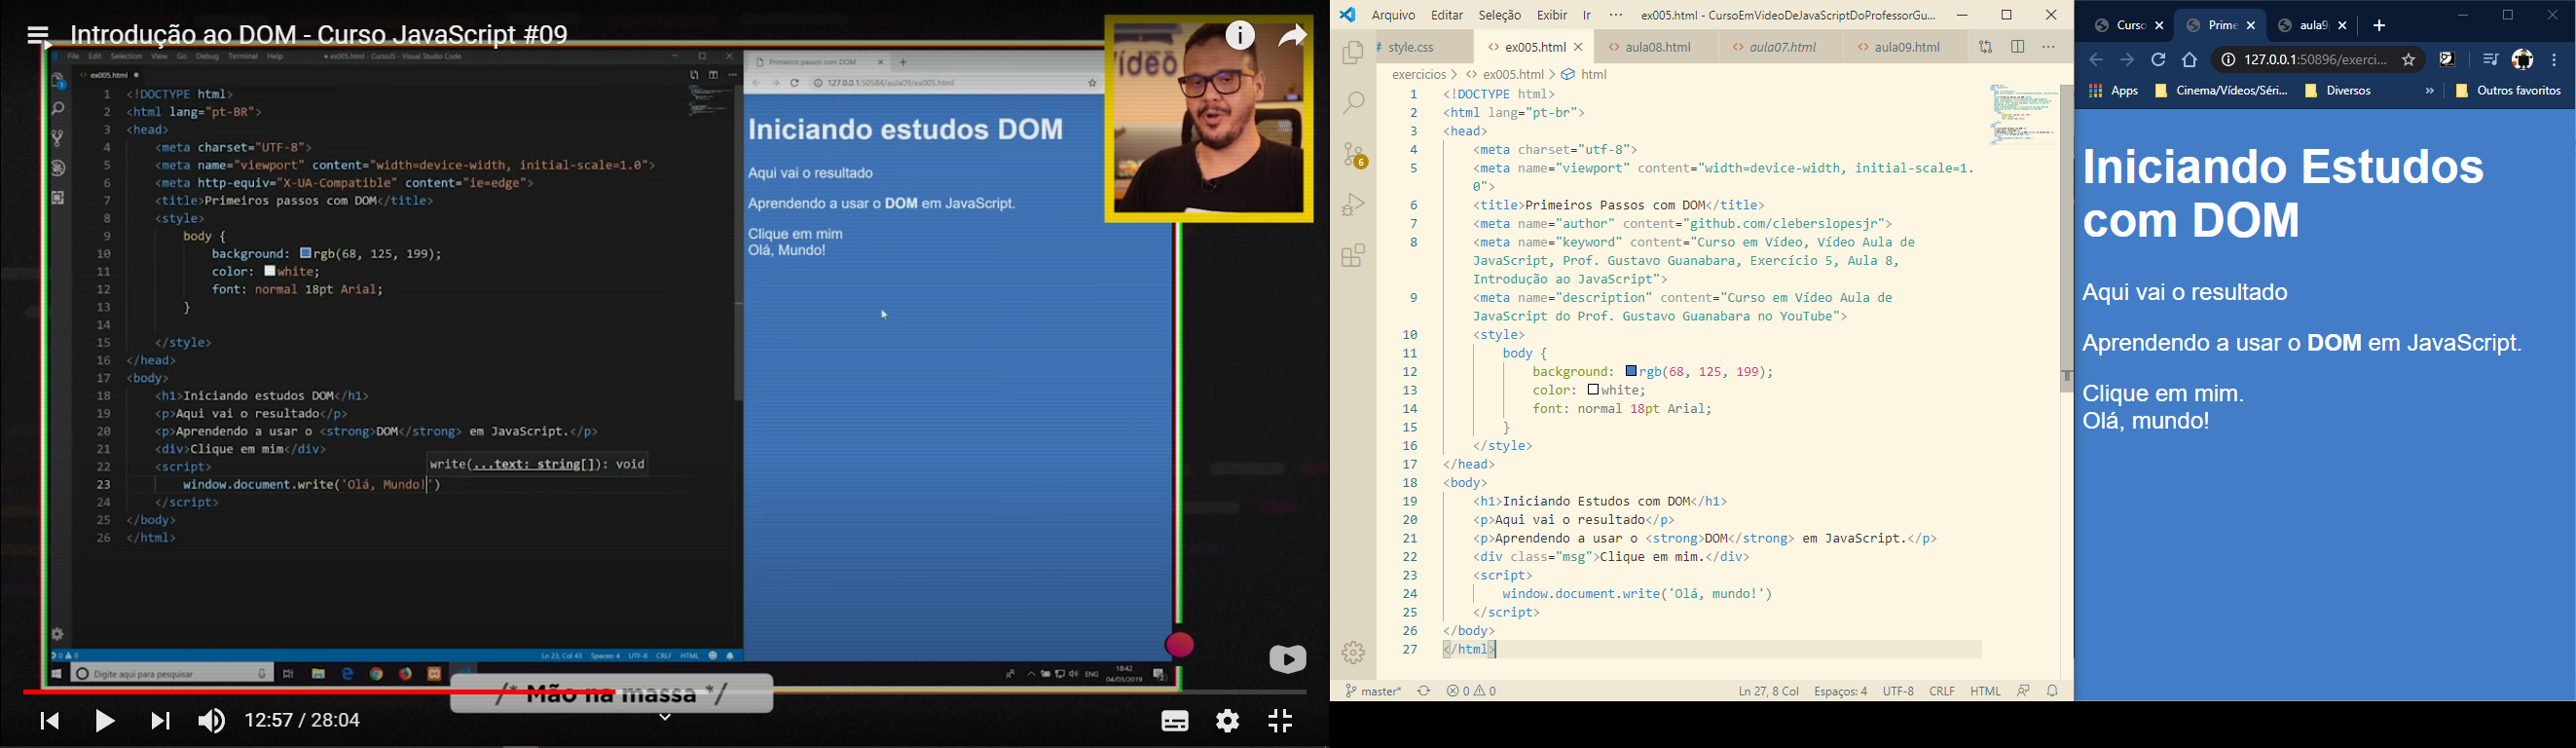 Introdução ao DOM - Curso JavaScript #09
File Edit Selection View Go Debug Terminal Help
● ex005.html - CursoJS - Visual Studio Code
ex005.html
1 <!DOCTYPE html>
2 <html lang="pt-BR">
3 <head>
4 <meta charset="UTF-8">
5 <meta name="viewport" content="width=device-width, initial-scale=1.0">
6 <meta http-equiv="X-UA-Compatible" content="ie=edge">
7 <title>Primeiros passos com DOM</title>
8 <style>
9 body {
10 background: rgb(68, 125, 199);
11 color: white;
12 font: normal 18pt Arial;
13 }
14
15 </style>
16 </head>
17 <body>
18 <h1>Iniciando estudos DOM</h1>
19 <p>Aqui vai o resultado</p>
20 <p>Aprendendo a usar o <strong>DOM</strong> em JavaScript.</p>
21 <div>Clique em mim</div>
22 <script>
write(...text: string[]): void
23 window.document.write('Olá, Mundo!')
24 </script>
25 </body>
26 </html>
0 0
Ln 23, Col 43 Spaces: 4 UTF-8 CRLF HTML
Digite aqui para pesquisar
ENG
18:42
04/03/2019
Primeiros passos com DOM
127.0.0.1:50584/aula09/ex005.html
Iniciando estudos DOM
Aqui vai o resultado
Aprendendo a usar o DOM em JavaScript.
Clique em mim
Olá, Mundo!
vídeo
/* Mão na massa */
12:57 / 28:04
Arquivo Editar Seleção Exibir Ir ···
ex005.html - CursoEmVideoDeJavaScriptDoProfessorGu...
style.css
ex005.html
aula08.html
aula07.html
aula09.html
exercicios > ex005.html > html
1 <!DOCTYPE html>
2 <html lang="pt-br">
3 <head>
4 <meta charset="utf-8">
5 <meta name="viewport" content="width=device-width, initial-scale=1.
0">
6 <title>Primeiros Passos com DOM</title>
7 <meta name="author" content="github.com/cleberslopesjr">
8 <meta name="keyword" content="Curso em Vídeo, Vídeo Aula de
JavaScript, Prof. Gustavo Guanabara, Exercício 5, Aula 8,
Introdução ao JavaScript">
9 <meta name="description" content="Curso em Vídeo Aula de
JavaScript do Prof. Gustavo Guanabara no YouTube">
10 <style>
11 body {
12 background: rgb(68, 125, 199);
13 color: white;
14 font: normal 18pt Arial;
15 }
16 </style>
17 </head>
18 <body>
19 <h1>Iniciando Estudos com DOM</h1>
20 <p>Aqui vai o resultado</p>
21 <p>Aprendendo a usar o <strong>DOM</strong> em JavaScript.</p>
22 <div class="msg">Clique em mim.</div>
23 <script>
24 window.document.write('Olá, mundo!')
25 </script>
26 </body>
27 </html>
6
master* 0 0
Ln 27, 8 Col Espaços: 4 UTF-8 CRLF HTML
Curso
Prime
aula9
127.0.0.1:50896/exerci...
Apps Cinema/Vídeos/Séri... Diversos » Outros favoritos
Iniciando Estudos
com DOM
Aqui vai o resultado
Aprendendo a usar o DOM em JavaScript.
Clique em mim.
Olá, mundo!